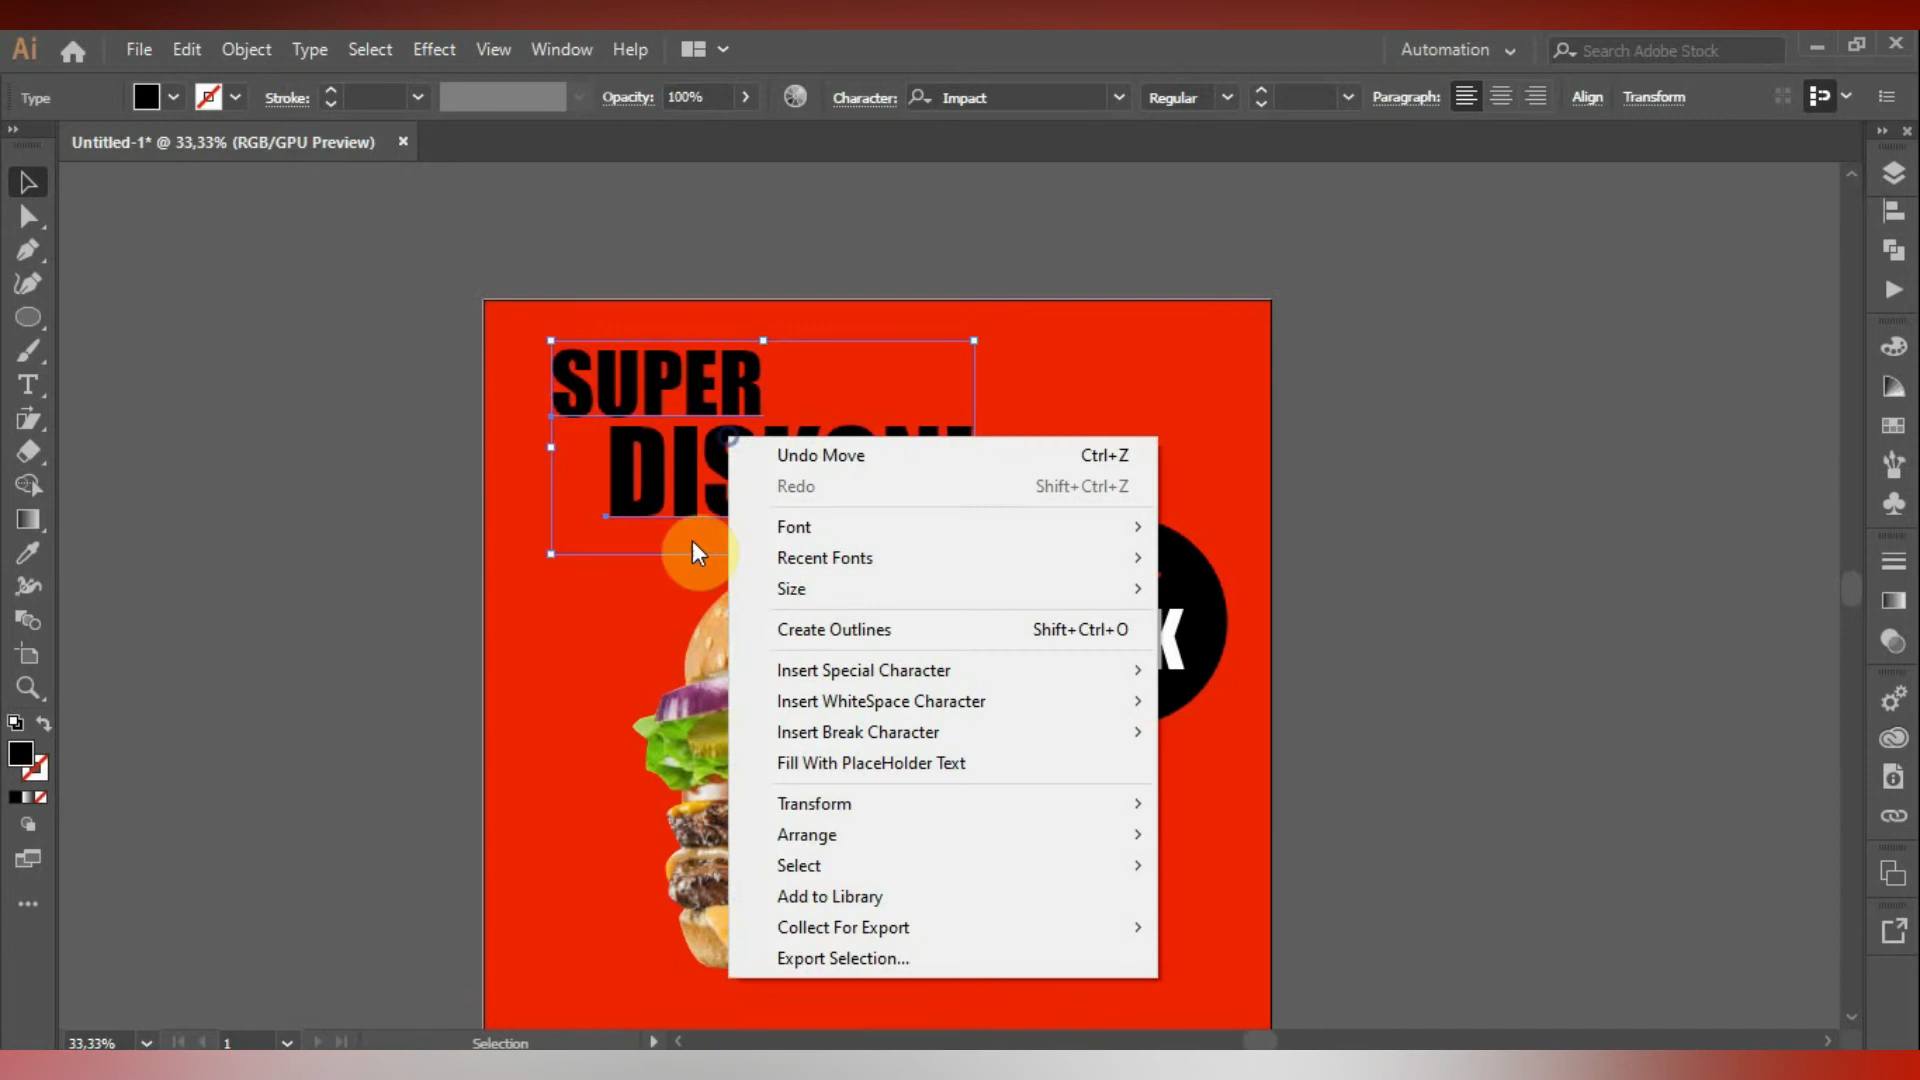 Ai
File Edit Object Type Select Effect View Window Help
Automation
Search Adobe Stock
Type
Stroke:
Opacity: 100%
Character: Impact
Regular
Paragraph:
Align
Transform
Untitled-1* @ 33,33% (RGB/GPU Preview)
SUPER
Undo Move Ctrl+Z
Redo Shift+Ctrl+Z
Font
Recent Fonts
Size
Create Outlines Shift+Ctrl+O
Insert Special Character
Insert WhiteSpace Character
Insert Break Character
Fill With PlaceHolder Text
Transform
Arrange
Select
Add to Library
Collect For Export
Export Selection...
33,33%
1
Selection